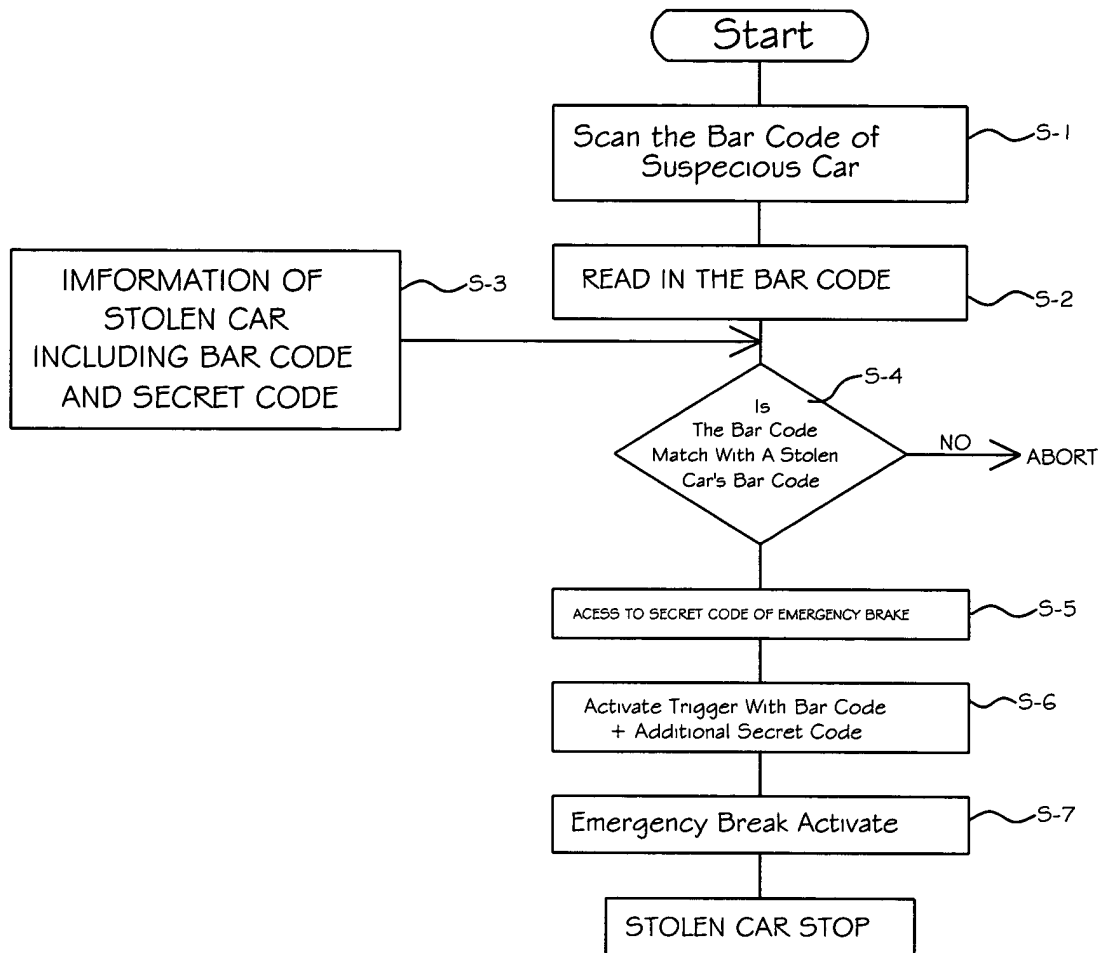 Start
Scan the Bar Code of
Suspecious Car
S-1
READ IN THE BAR CODE
S-2
IMFORMATION OF
STOLEN CAR
INCLUDING BAR CODE
AND SECRET CODE
S-3
Is
The Bar Code
Match With A Stolen
Car's Bar Code
S-4
NO
ABORT
ACESS TO SECRET CODE OF EMERGENCY BRAKE
S-5
Activate Trigger With Bar Code
+ Additional Secret Code
S-6
Emergency Break Activate
S-7
STOLEN CAR STOP